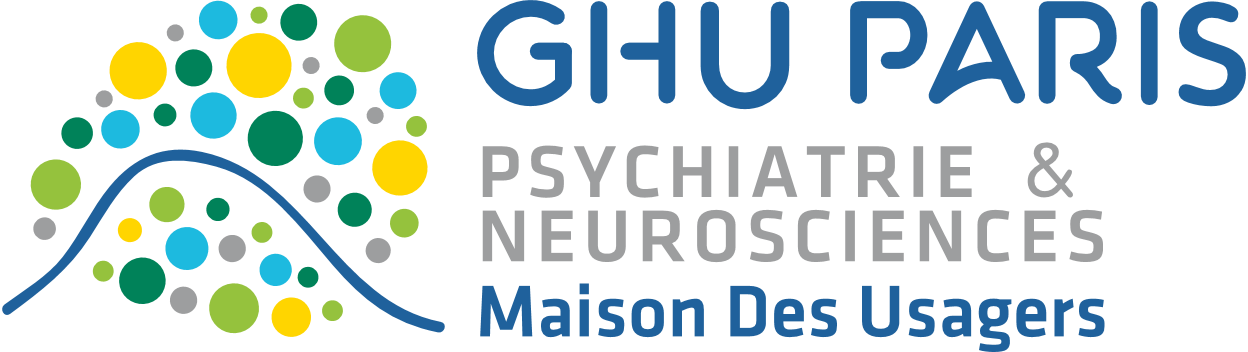 GHU PARIS
PSYCHIATRIE &
NEUROSCIENCES
Maison Des Usagers